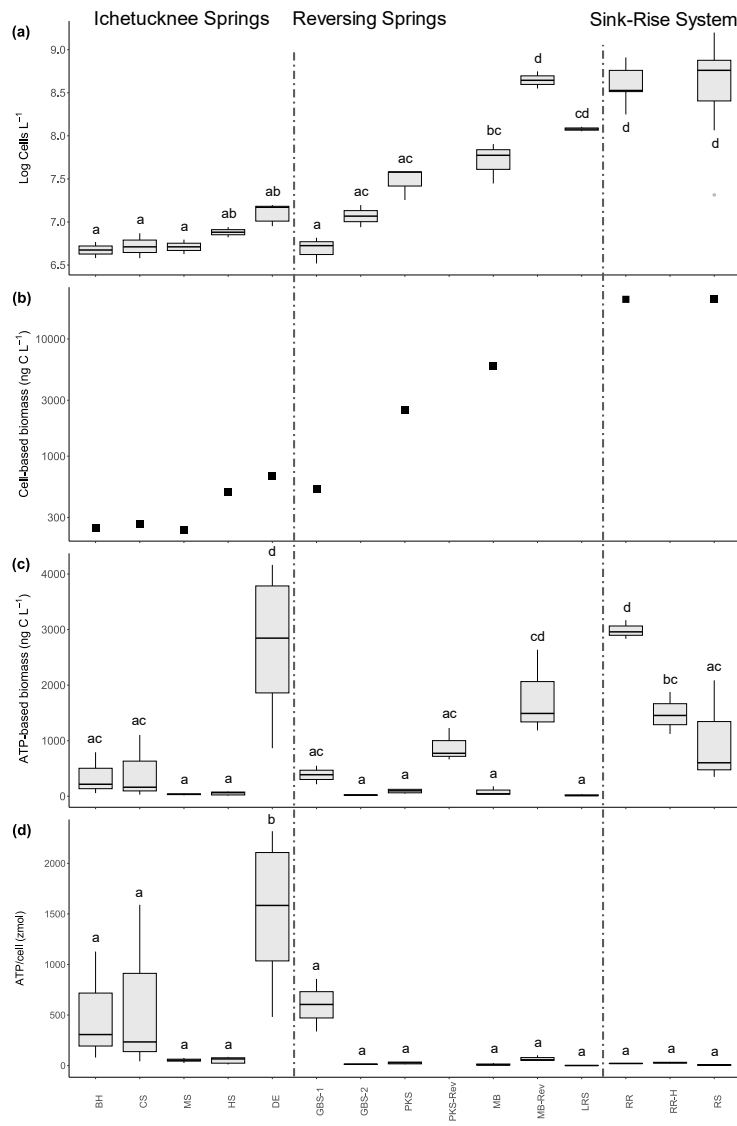 Ichetucknee Springs Reversing Springs Sink-Rise System
(a)
Log Cells L⁻¹
9.0
8.5
8.0
7.5
7.0
6.5
a a a ab ab a ac ac bc d cd d d
(b)
Cell-based biomass (ng C L⁻¹)
10000
3000
1000
300
(c)
ATP-based biomass (ng C L⁻¹)
4000
3000
2000
1000
0
ac ac a a d ac a a ac a cd a d bc ac
(d)
ATP/cell (zmol)
2000
1500
1000
500
0
a a a a b a a a a a a a a a
BH CS MS HS DE GBS-1 GBS-2 PKS PKS-Rev MB MB-Rev LRS RR RR-H RS